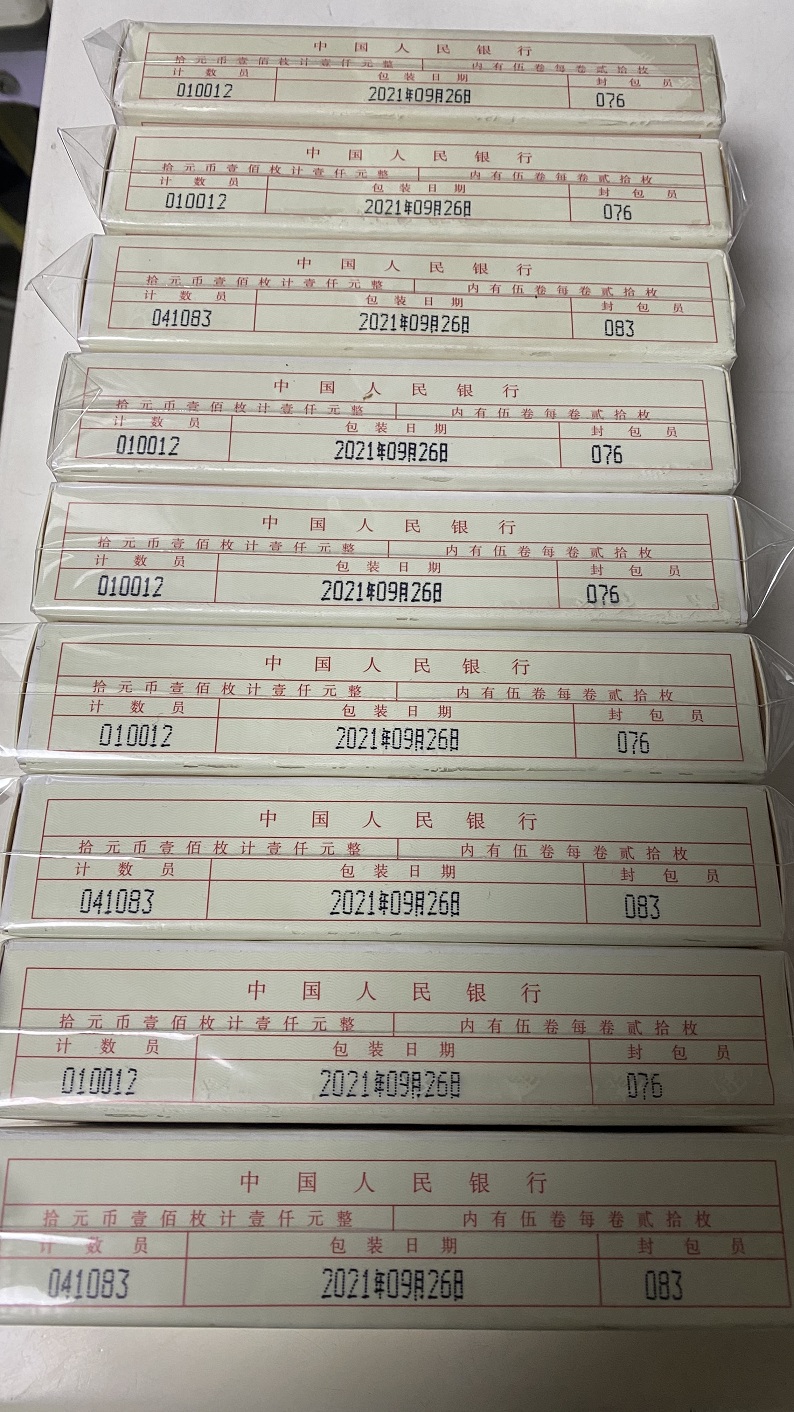 中国人民银行
拾元币壹佰枚计壹仟元整 内有伍卷每卷贰拾枚
计数员 包装日期 封包员
010012 2021年09月26日 076
中国人民银行
拾元币壹佰枚计壹仟元整 内有伍卷每卷贰拾枚
计数员 包装日期 封包员
010012 2021年09月26日 076
中国人民银行
拾元币壹佰枚计壹仟元整 内有伍卷每卷贰拾枚
计数员 包装日期 封包员
041083 2021年09月26日 083
中国人民银行
拾元币壹佰枚计壹仟元整 内有伍卷每卷贰拾枚
计数员 包装日期 封包员
010012 2021年09月26日 076
中国人民银行
拾元币壹佰枚计壹仟元整 内有伍卷每卷贰拾枚
计数员 包装日期 封包员
010012 2021年09月26日 076
中国人民银行
拾元币壹佰枚计壹仟元整 内有伍卷每卷贰拾枚
计数员 包装日期 封包员
010012 2021年09月26日 076
中国人民银行
拾元币壹佰枚计壹仟元整 内有伍卷每卷贰拾枚
计数员 包装日期 封包员
041083 2021年09月26日 083
中国人民银行
拾元币壹佰枚计壹仟元整 内有伍卷每卷贰拾枚
计数员 包装日期 封包员
010012 2021年09月26日 076
中国人民银行
拾元币壹佰枚计壹仟元整 内有伍卷每卷贰拾枚
计数员 包装日期 封包员
041083 2021年09月26日 083